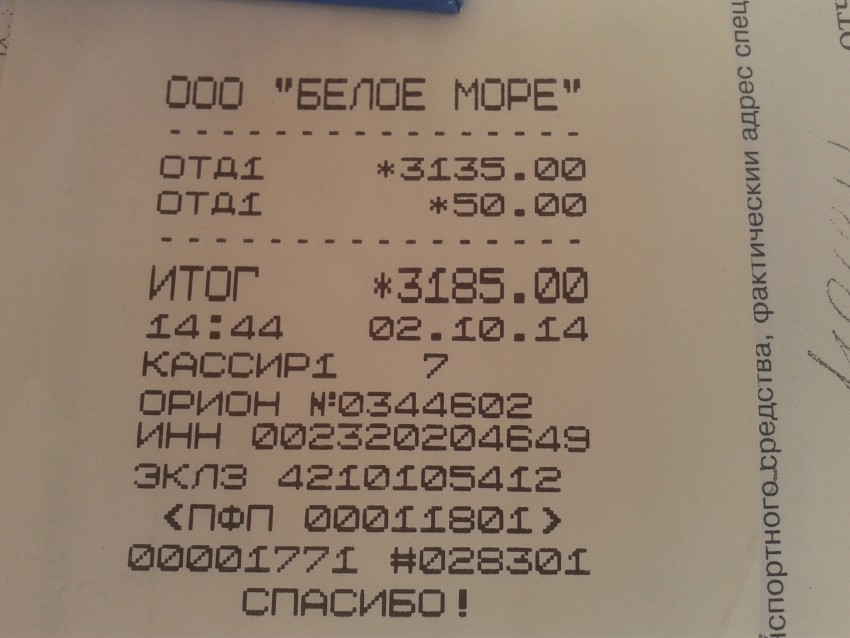 ООО "БЕЛОЕ МОРЕ"
- - - - - - - - - - - - - - - -
ОТД1 *3135.00
ОТД1 *50.00
- - - - - - - - - - - - - - - -
ИТОГ *3185.00
14:44 02.10.14
КАССИР1 7
ОРИОН №0344602
ИНН 002320204649
ЭКЛЗ 4210105412
<ПФП 00011801>
00001771 #028301
СПАСИБО!
средства, фактический адрес